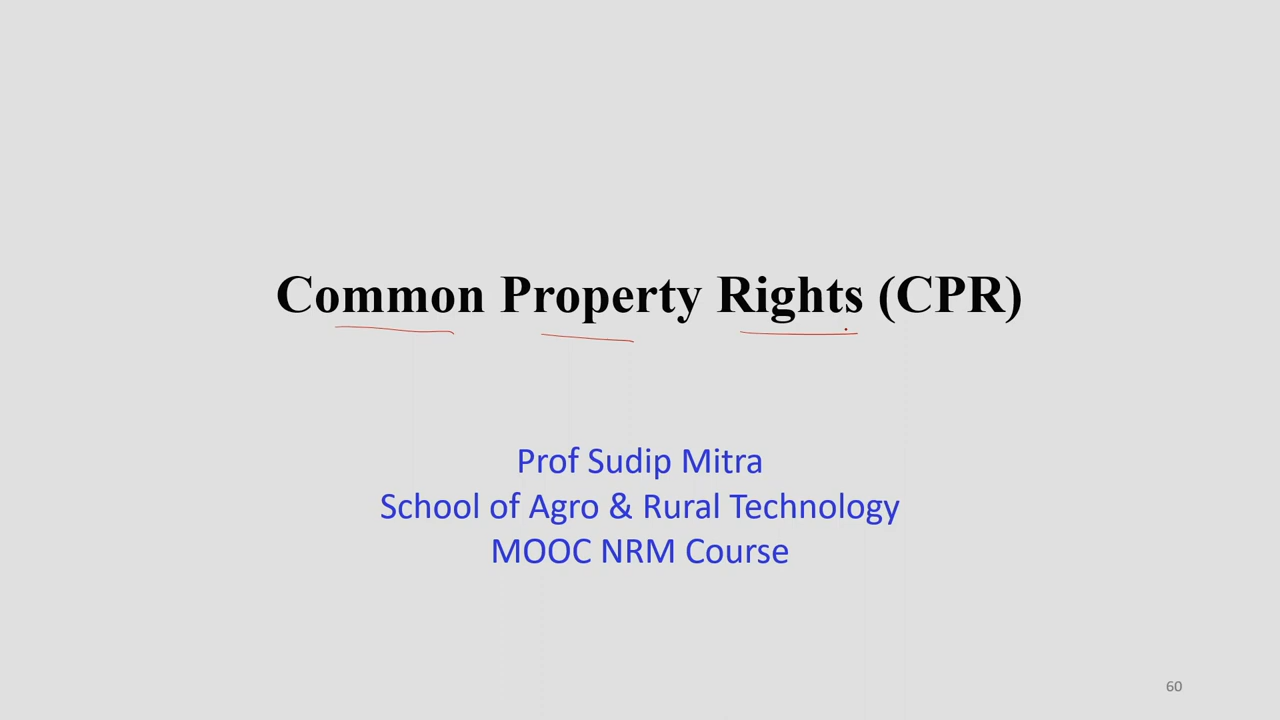 Common Property Rights (CPR)
Prof Sudip Mitra
School of Agro & Rural Technology
MOOC NRM Course
60